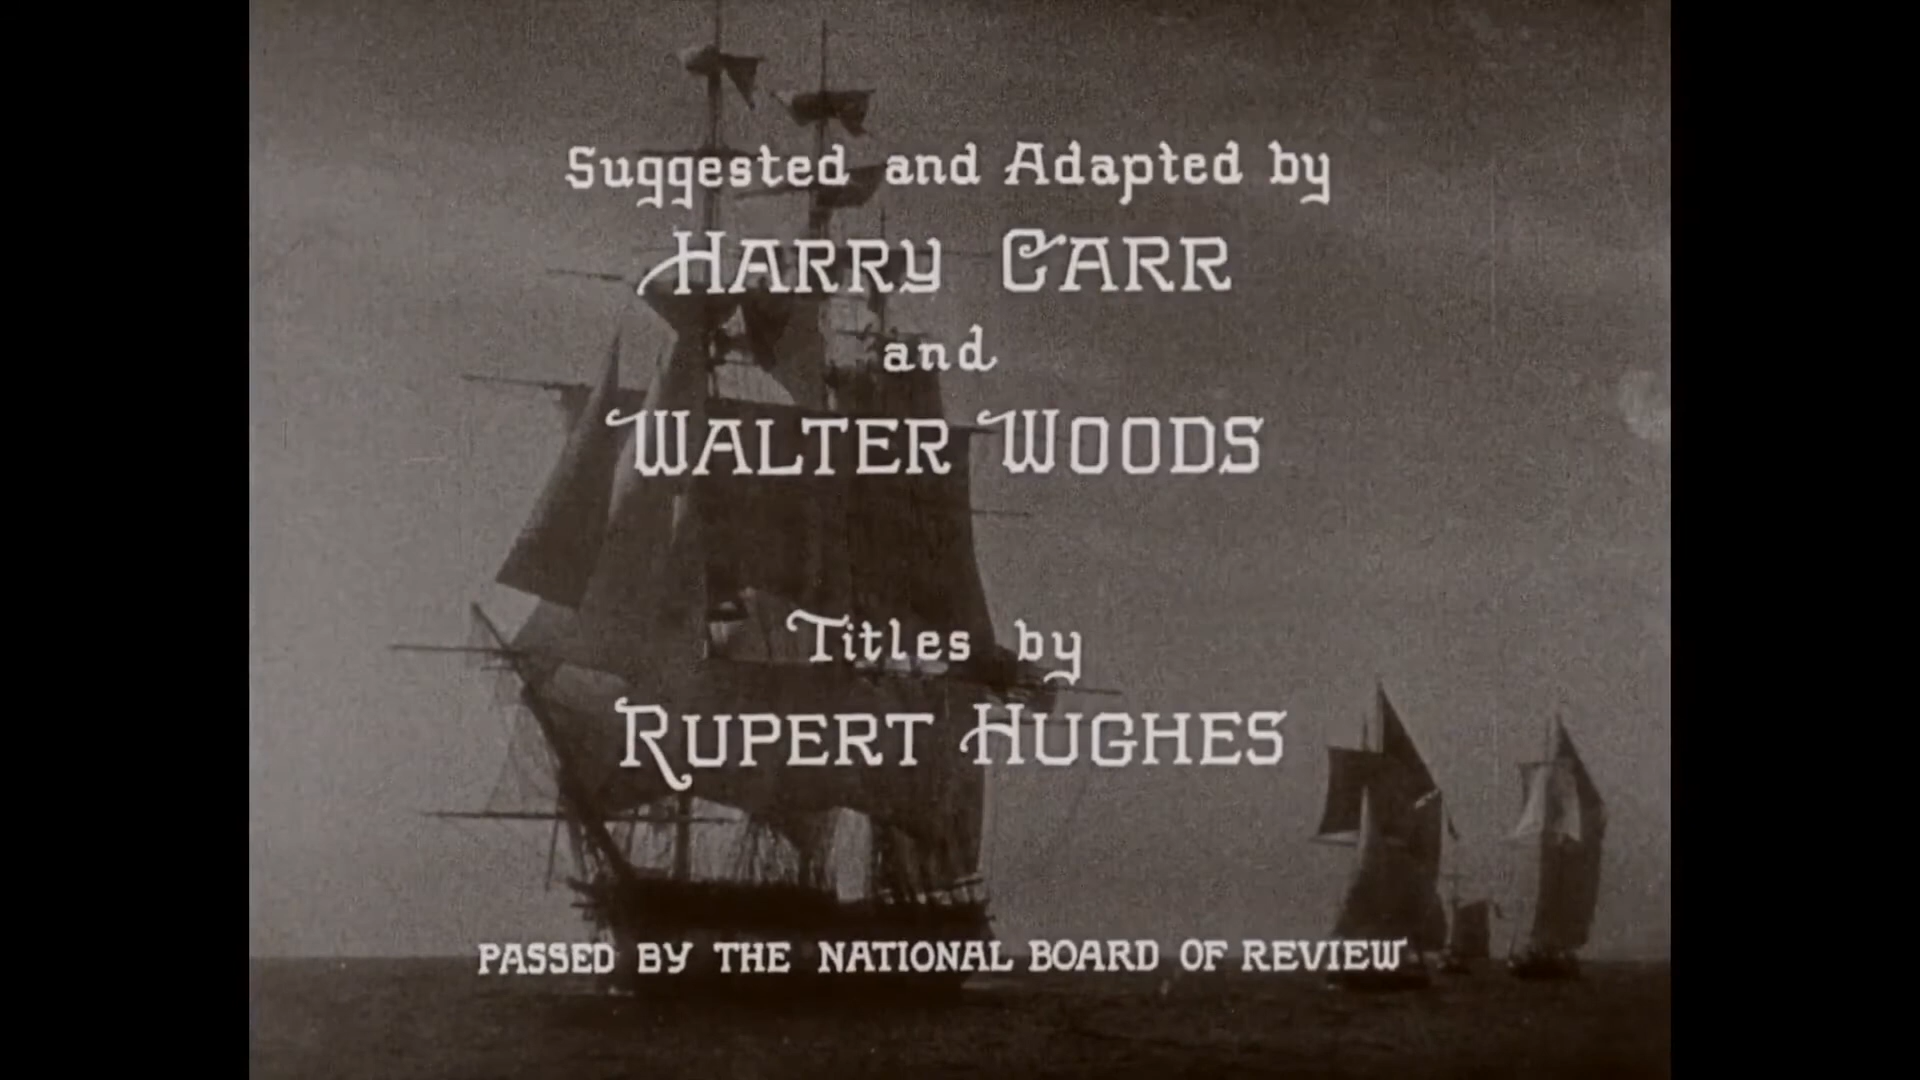 Suggested and Adapted by
HARRY CARR
and
WALTER WOODS
Titles by
RUPERT HUGHES
PASSED BY THE NATIONAL BOARD OF REVIEW